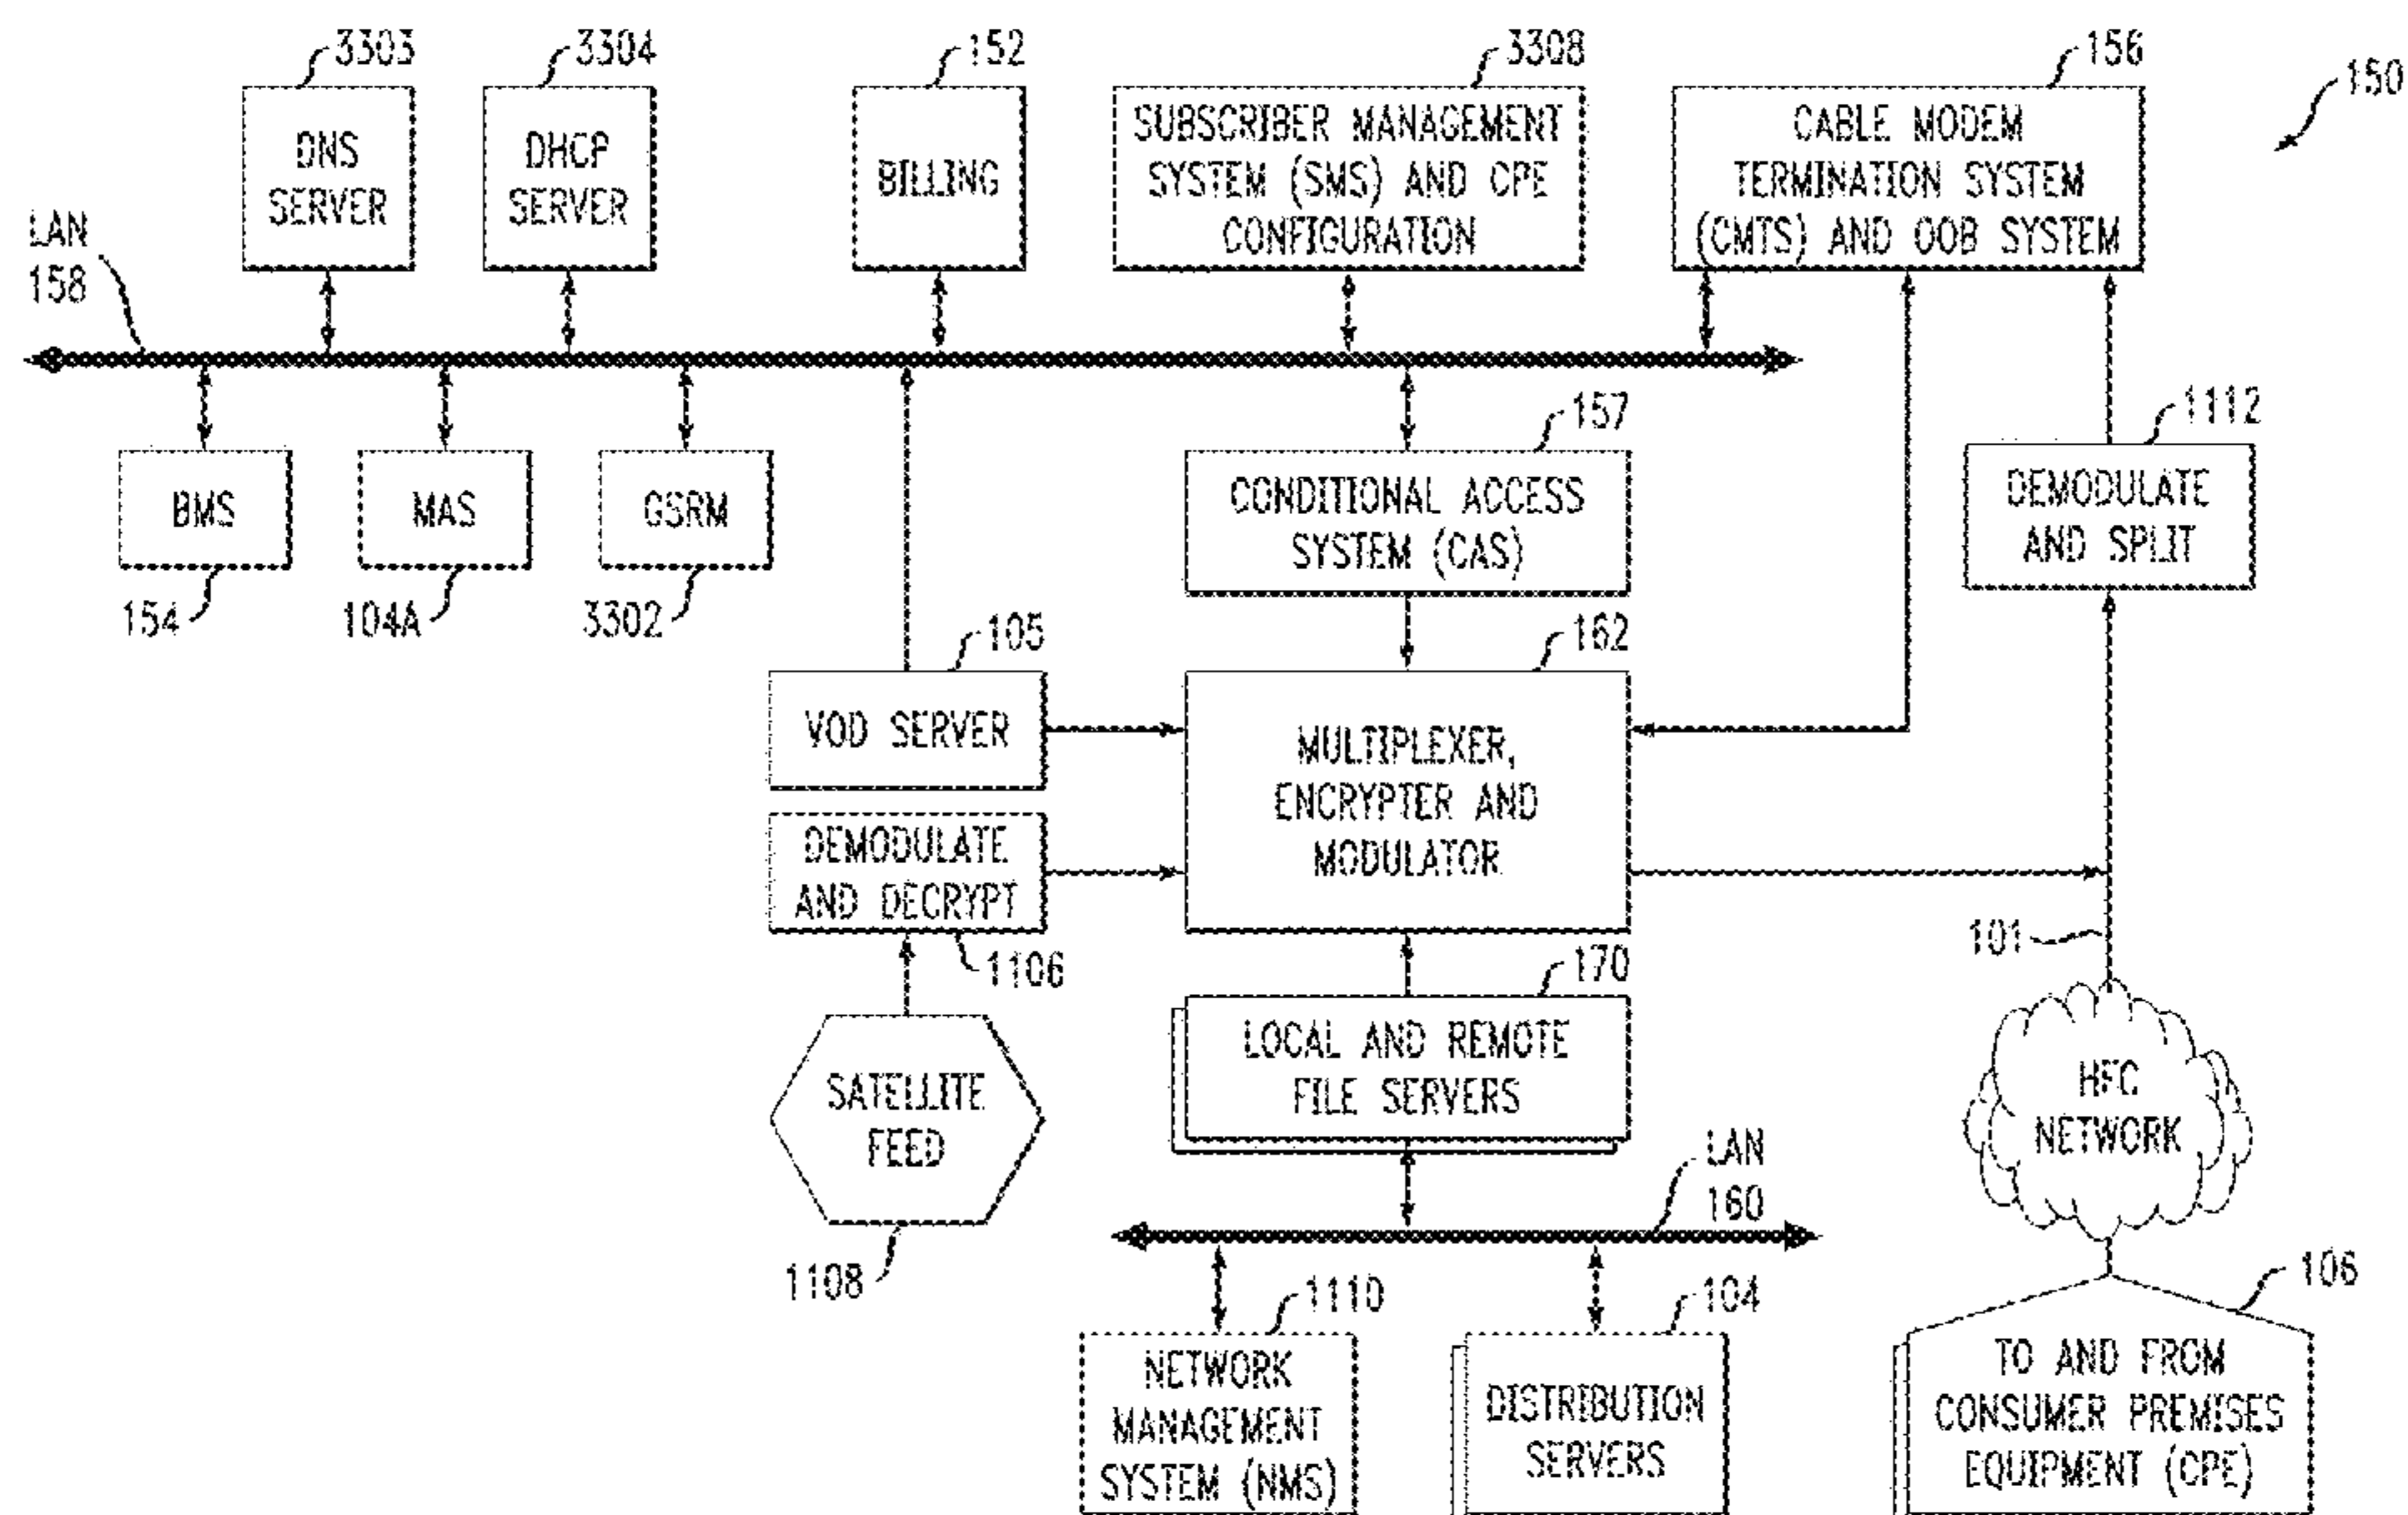 3303
3304
152
3308
156
150
DNS
SERVER
DHCP
SERVER
BILLING
SUBSCRIBER MANAGEMENT
SYSTEM (SMS) AND CPE
CONFIGURATION
CABLE MODEM
TERMINATION SYSTEM
(CMTS) AND OOB SYSTEM
LAN
158
157
1112
BMS
MAS
GSRM
CONDITIONAL ACCESS
SYSTEM (CAS)
DEMODULATE
AND SPLIT
154
104A
3302
105
162
VOD SERVER
MULTIPLEXER,
ENCRYPTER AND
MODULATOR
DEMODULATE
AND DECRYPT
1106
101
170
SATELLITE
FEED
LOCAL AND REMOTE
FILE SERVERS
HFC
NETWORK
LAN
160
1108
1110
104
106
NETWORK
MANAGEMENT
SYSTEM (NMS)
DISTRIBUTION
SERVERS
TO AND FROM
CONSUMER PREMISES
EQUIPMENT (CPE)